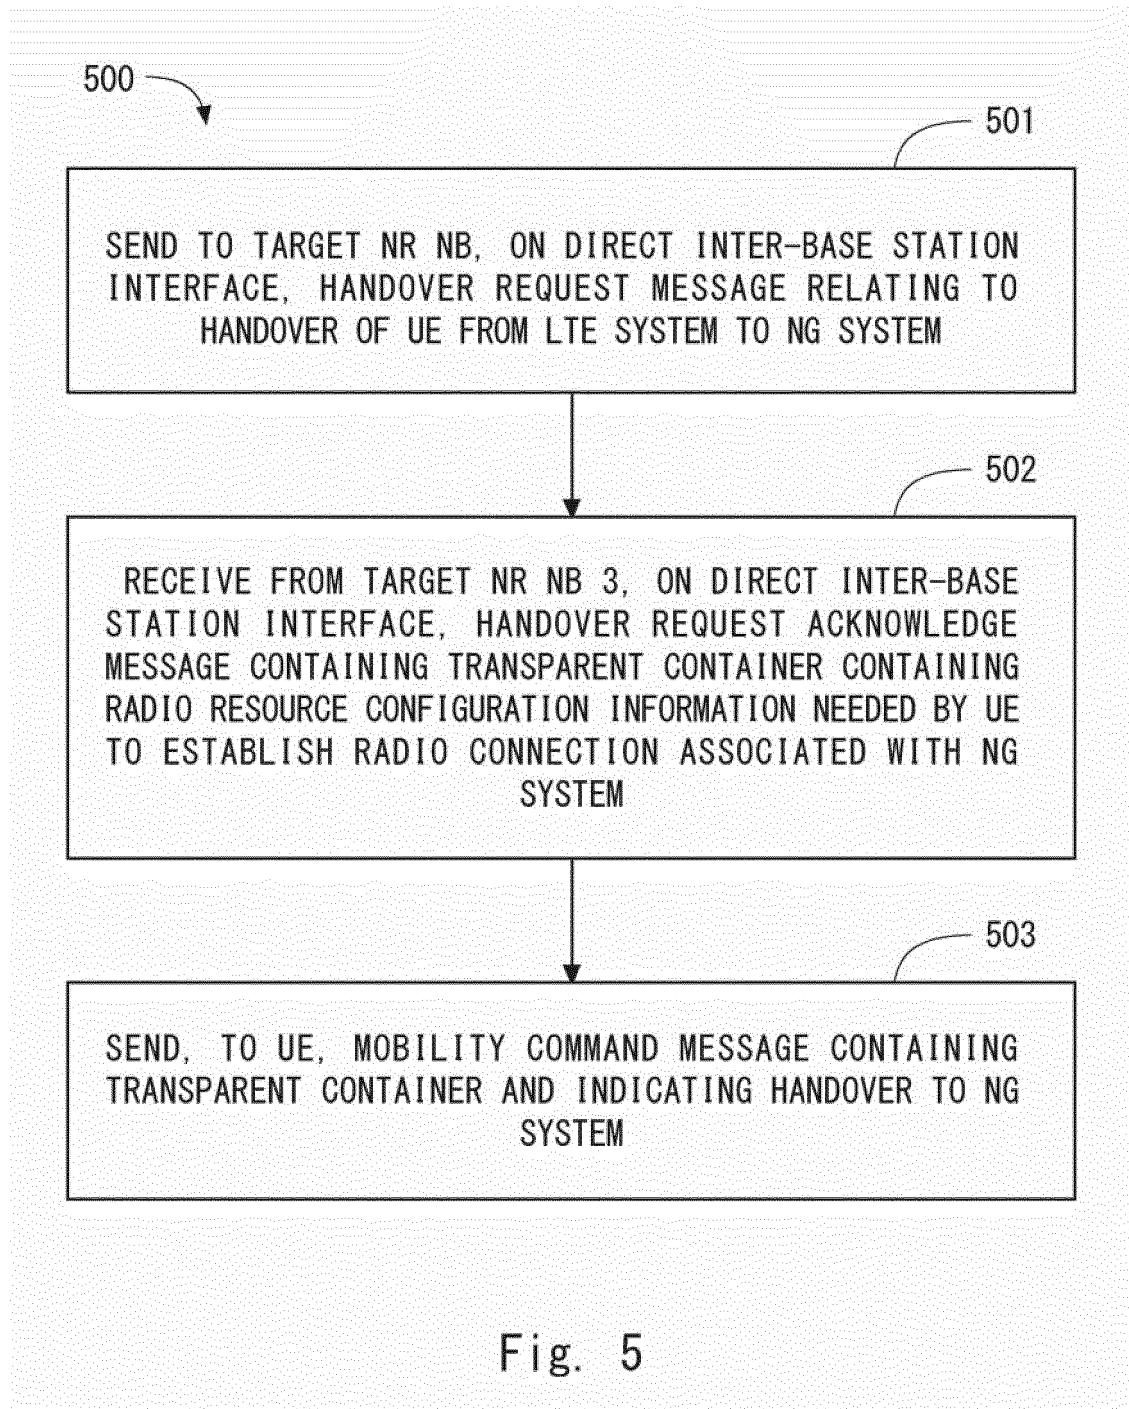 500
501
SEND TO TARGET NR NB, ON DIRECT INTER-BASE STATION
INTERFACE, HANDOVER REQUEST MESSAGE RELATING TO
HANDOVER OF UE FROM LTE SYSTEM TO NG SYSTEM
502
RECEIVE FROM TARGET NR NB 3, ON DIRECT INTER-BASE
STATION INTERFACE, HANDOVER REQUEST ACKNOWLEDGE
MESSAGE CONTAINING TRANSPARENT CONTAINER CONTAINING
RADIO RESOURCE CONFIGURATION INFORMATION NEEDED BY UE
TO ESTABLISH RADIO CONNECTION ASSOCIATED WITH NG
SYSTEM
503
SEND, TO UE, MOBILITY COMMAND MESSAGE CONTAINING
TRANSPARENT CONTAINER AND INDICATING HANDOVER TO NG
SYSTEM
Fig. 5